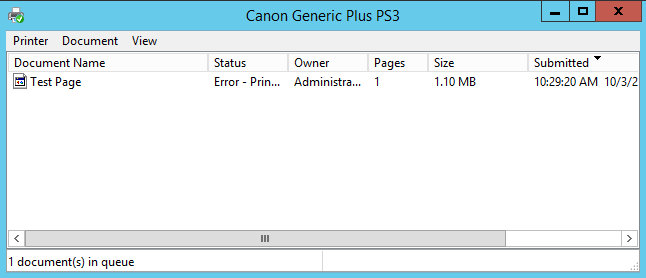 Canon Generic Plus PS3
Printer Document View
Document Name Status Owner Pages Size Submitted
Test Page Error - Prin... Administra... 1 1.10 MB 10:29:20 AM 10/3/2
1 document(s) in queue